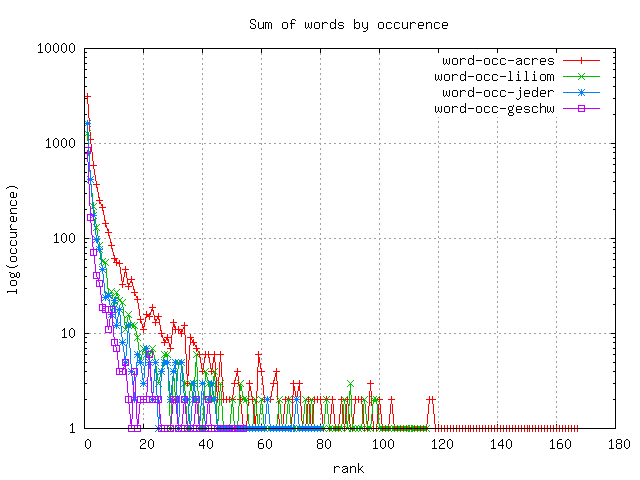 Sum of words by occurence
10000
word-occ-acres
word-occ-liliom
word-occ-jeder
word-occ-geschw
1000
log(occurence)
100
10
1
0 20 40 60 80 100 120 140 160 180
rank